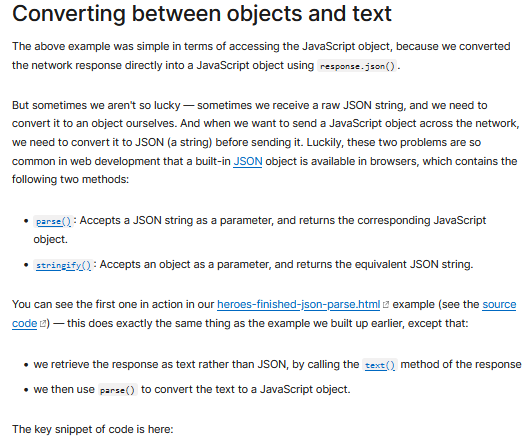 Converting between objects and text
The above example was simple in terms of accessing the JavaScript object, because we converted
the network response directly into a JavaScript object using response.json().
But sometimes we aren't so lucky — sometimes we receive a raw JSON string, and we need to
convert it to an object ourselves. And when we want to send a JavaScript object across the network,
we need to convert it to JSON (a string) before sending it. Luckily, these two problems are so
common in web development that a built-in JSON object is available in browsers, which contains the
following two methods:
• parse(): Accepts a JSON string as a parameter, and returns the corresponding JavaScript
object.
• stringify(): Accepts an object as a parameter, and returns the equivalent JSON string.
You can see the first one in action in our heroes-finished-json-parse.html example (see the source
code) — this does exactly the same thing as the example we built up earlier, except that:
• we retrieve the response as text rather than JSON, by calling the text() method of the response
• we then use parse() to convert the text to a JavaScript object.
The key snippet of code is here: